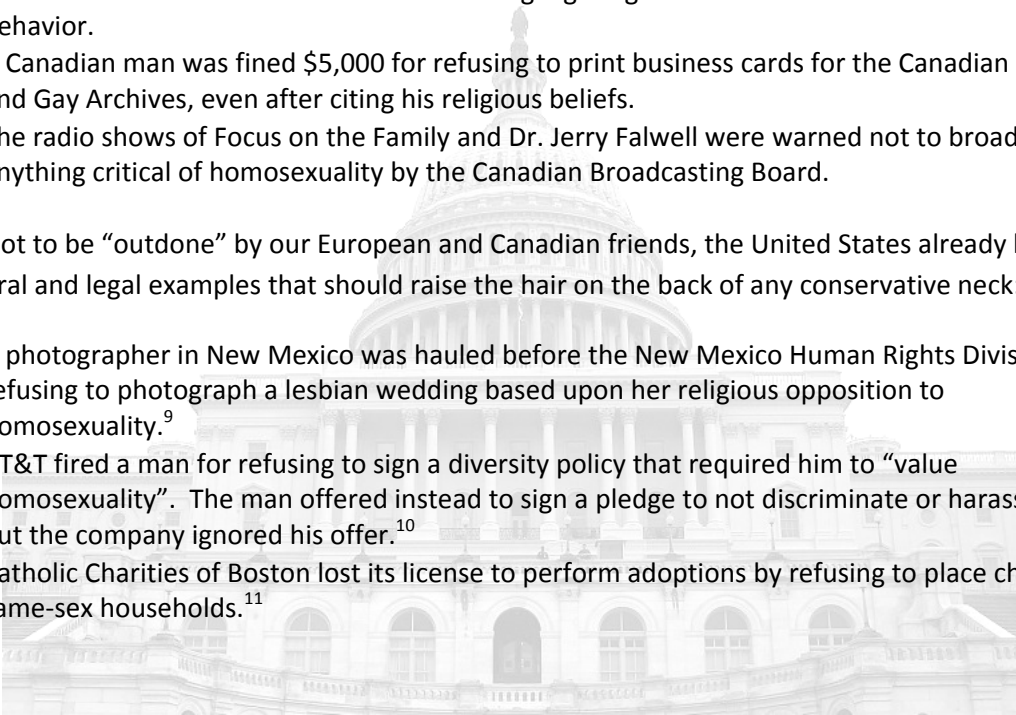 ehavior.
Canadian man was fined $5,000 for refusing to print business cards for the Canadian
nd Gay Archives, even after citing his religious beliefs.
he radio shows of Focus on the Family and Dr. Jerry Falwell were warned not to broad
nything critical of homosexuality by the Canadian Broadcasting Board.
ot to be “outdone” by our European and Canadian friends, the United States already
ral and legal examples that should raise the hair on the back of any conservative neck:
photographer in New Mexico was hauled before the New Mexico Human Rights Divis
efusing to photograph a lesbian wedding based upon her religious opposition to
omosexuality.9
T&T fired a man for refusing to sign a diversity policy that required him to “value
omosexuality”. The man offered instead to sign a pledge to not discriminate or harass
ut the company ignored his offer.10
atholic Charities of Boston lost its license to perform adoptions by refusing to place ch
ame-sex households.11